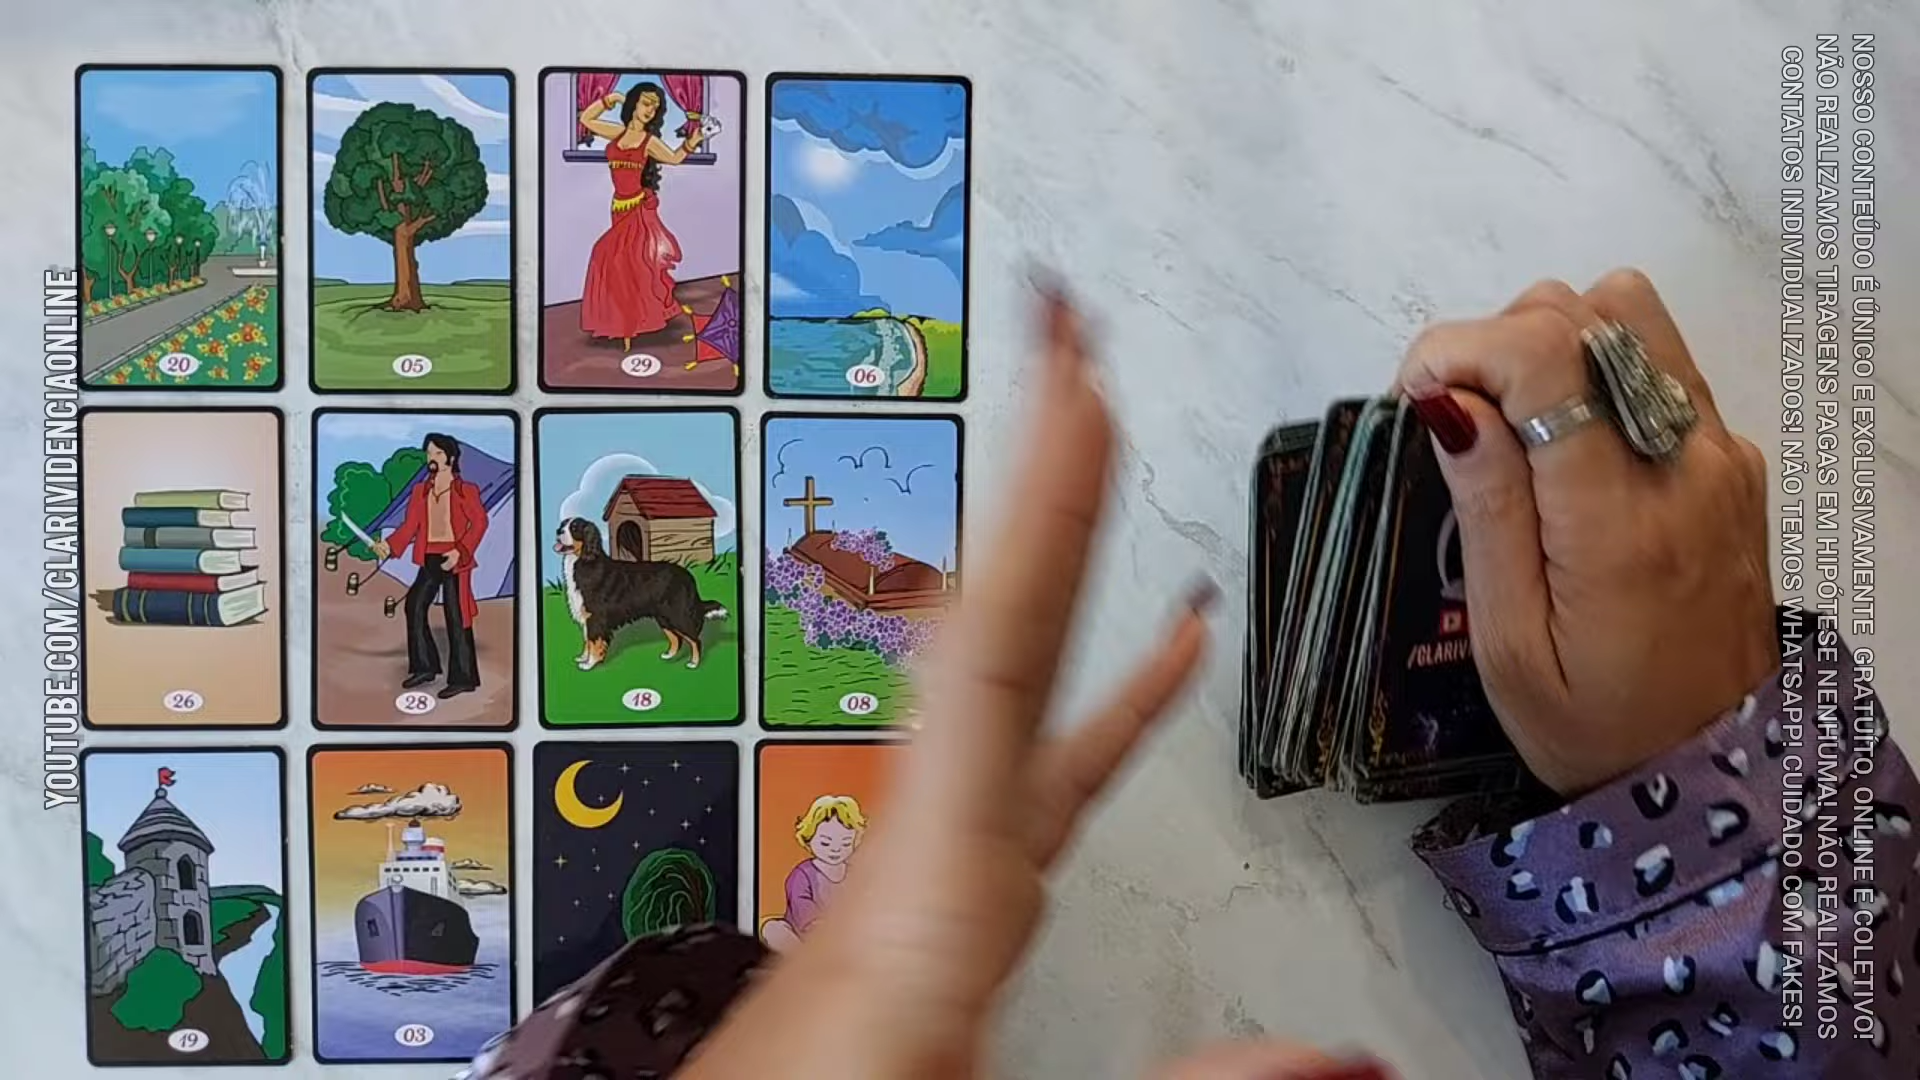 YOUTUBE.COM/CLARIVIDENCIAONLINE
20
05
29
06
26
28
18
08
19
03
/CLARIV
NOSSO CONTEÚDO É ÚNICO E EXCLUSIVAMENTE GRATUÍTO, ONLINE E COLETIVO!
NÃO REALIZAMOS TIRAGENS PAGAS EM HIPÓTESE NENHUMA! NÃO REALIZAMOS
CONTATOS INDIVIDUALIZADOS! NÃO TEMOS WHATSAPP! CUIDADO COM FAKES!